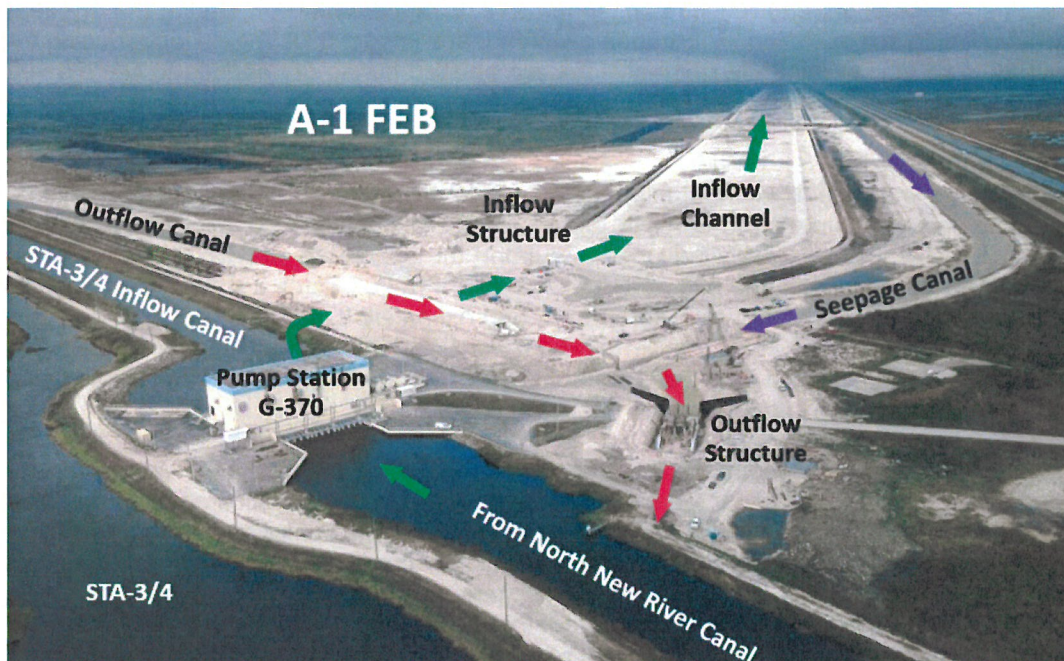 A-1 FEB
Outflow Canal
Inflow
Structure
Inflow
Channel
STA-3/4 Inflow Canal
Seepage Canal
Pump Station
G-370
Outflow
Structure
From North New River Canal
STA-3/4